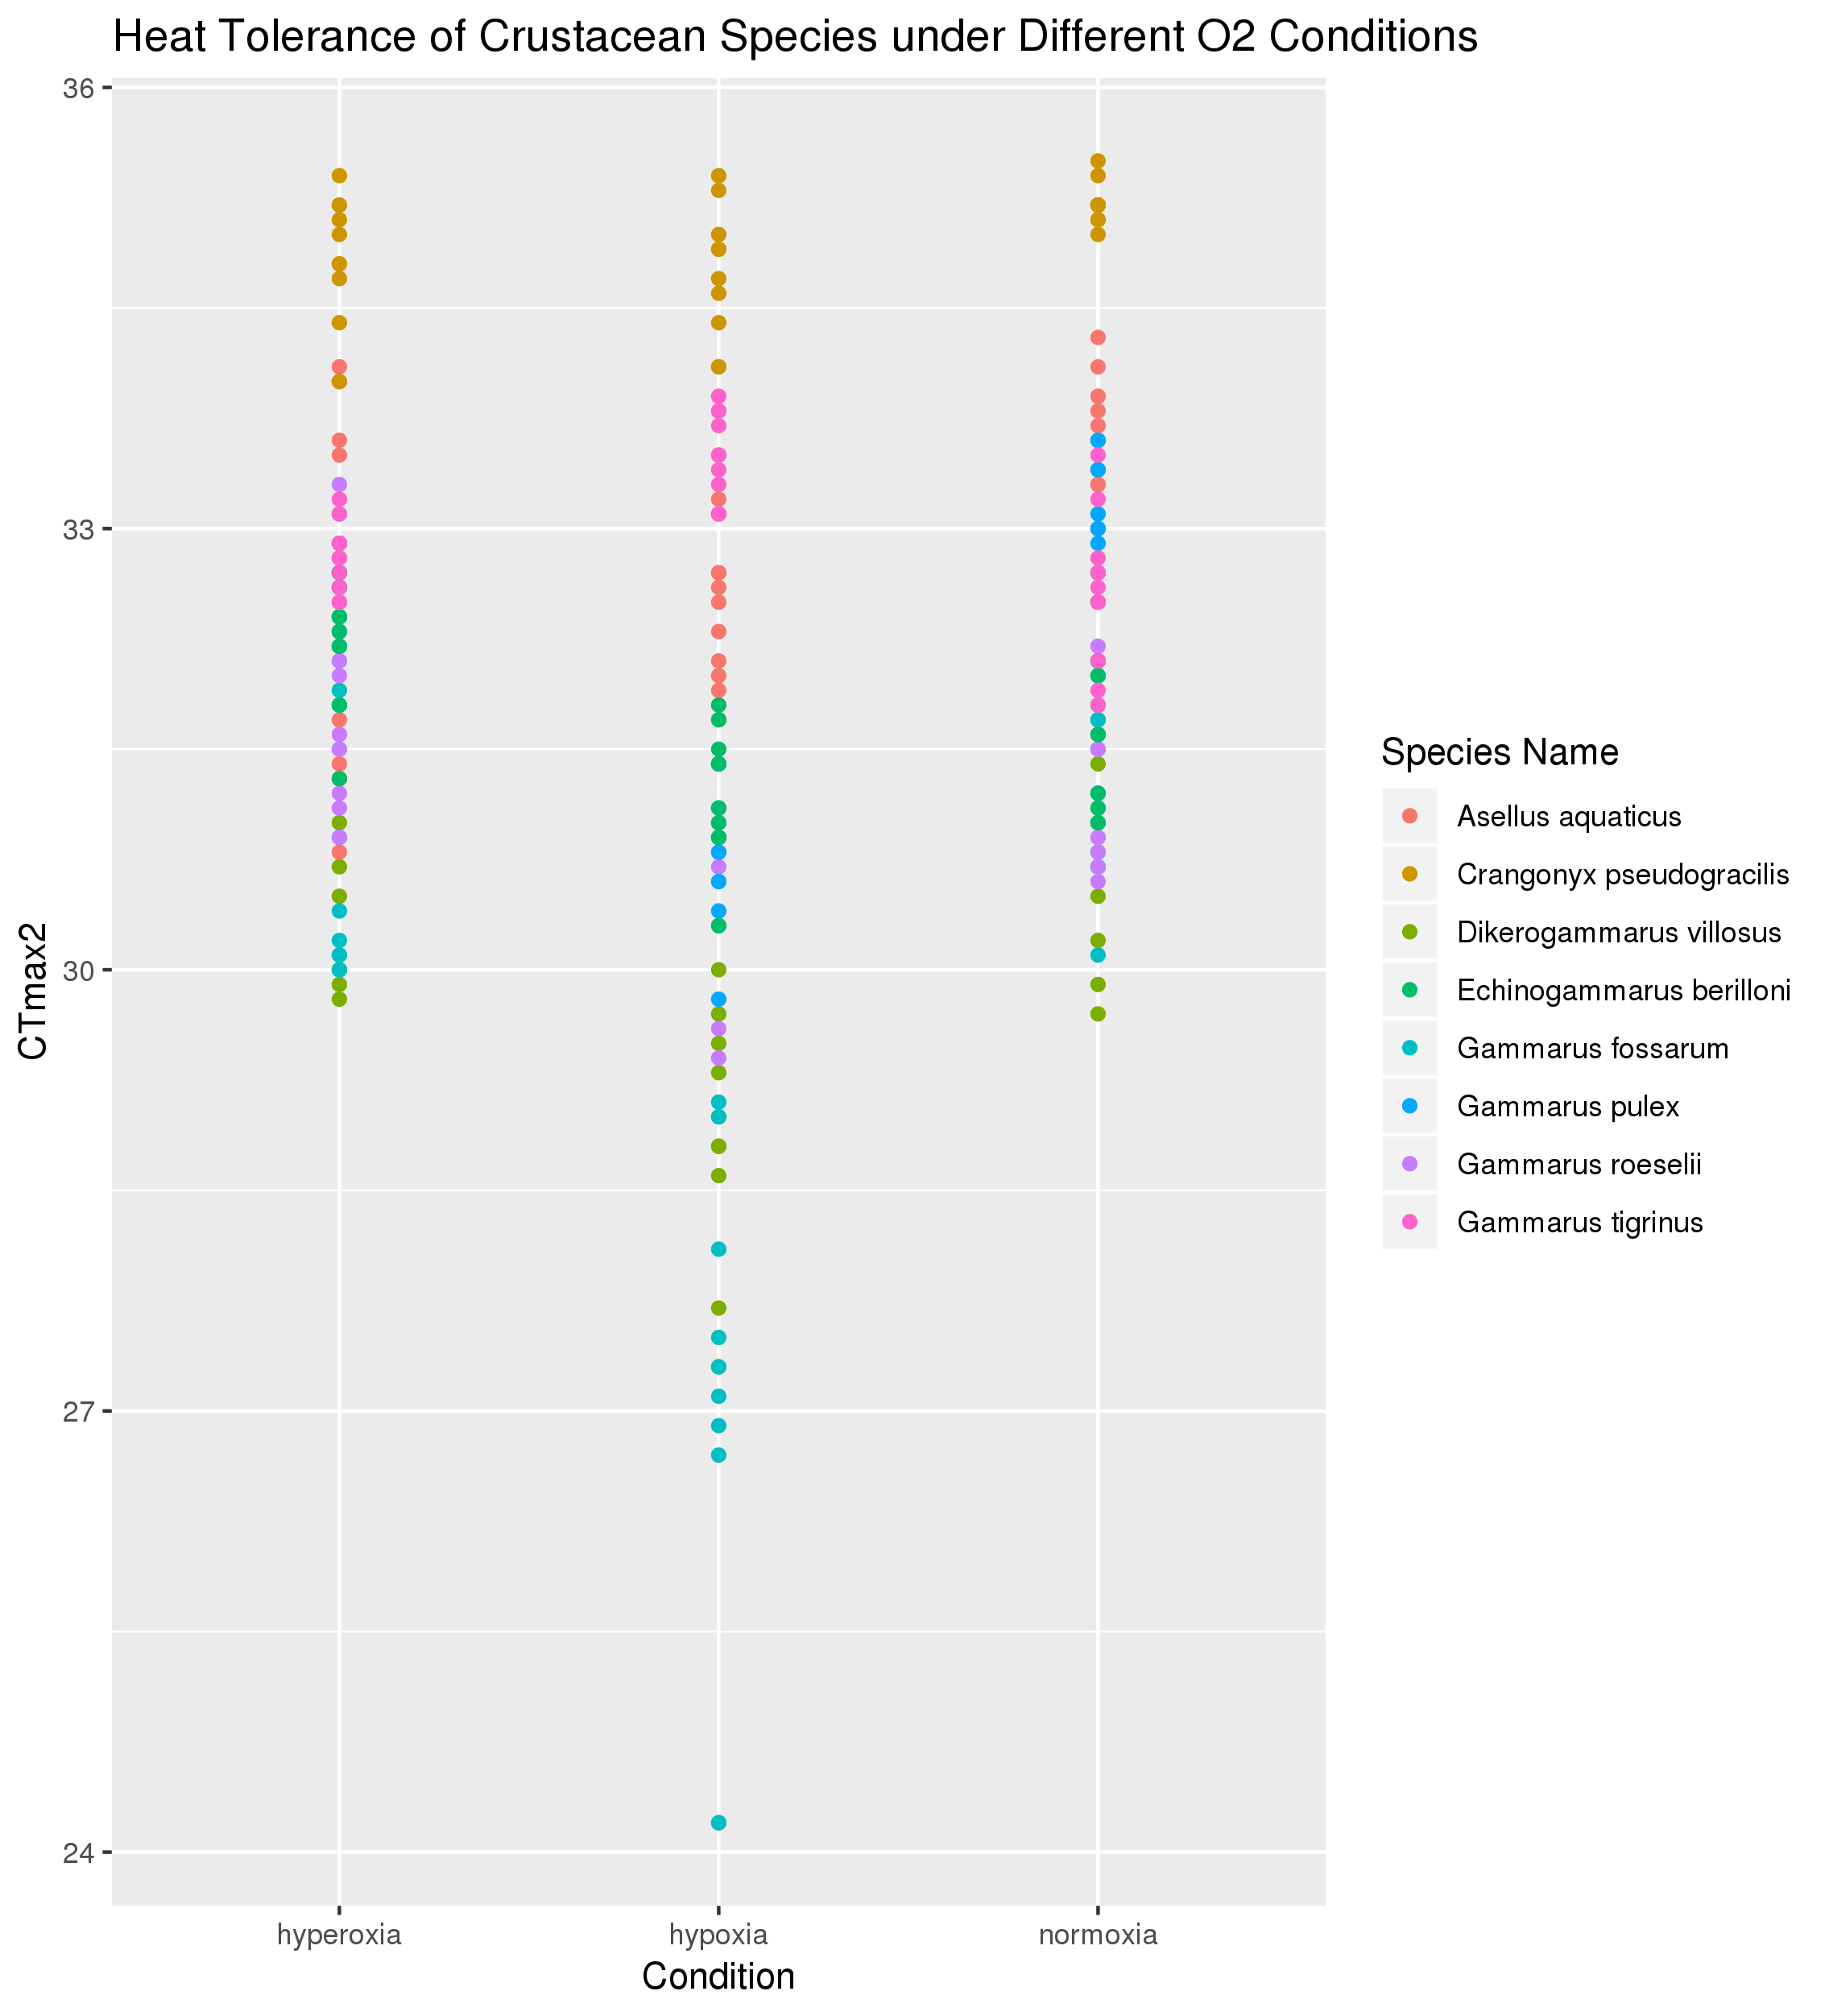 Heat Tolerance of Crustacean Species under Different O2 Conditions
36
33
30
27
24
CTmax2
hyperoxia hypoxia normoxia
Condition
Species Name
Asellus aquaticus
Crangonyx pseudogracilis
Dikerogammarus villosus
Echinogammarus berilloni
Gammarus fossarum
Gammarus pulex
Gammarus roeselii
Gammarus tigrinus